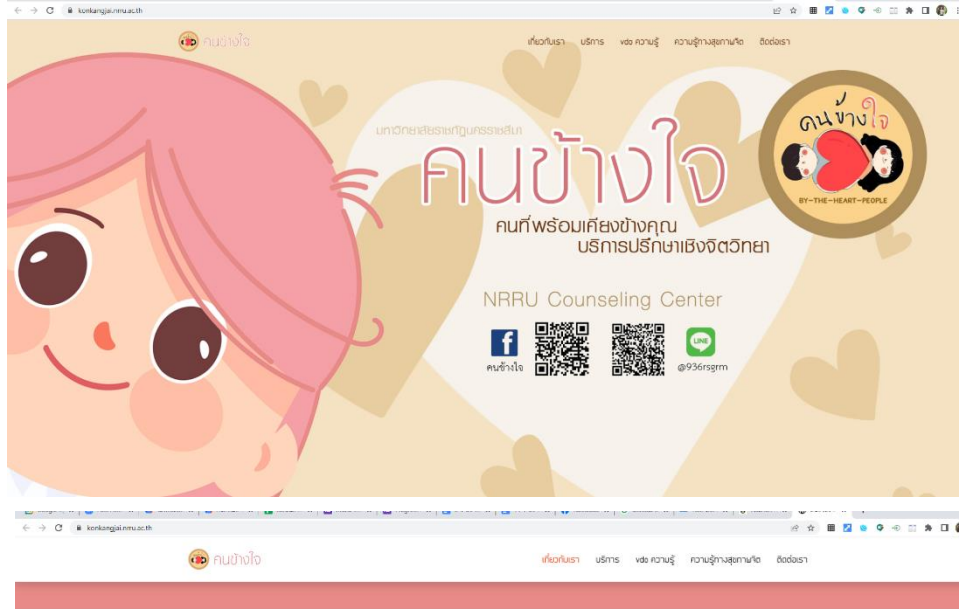 konkangjai.nrru.ac.th
คนข้างใจ
เกี่ยวกับเรา บริการ vdo ความรู้ ความรู้ทางสุขภาพจิต ติดต่อเรา
มหาวิทยาลัยราชภัฏนครราชสีมา
คนข้างใจ
คนที่พร้อมเคียงข้างคุณ
บริการปรึกษาเชิงจิตวิทยา
คนข้างใจ
BY-THE-HEART-PEOPLE
NRRU Counseling Center
f
LINE
คนข้างใจ
@936rsgrm
konkangjai.nrru.ac.th
คนข้างใจ
เกี่ยวกับเรา บริการ vdo ความรู้ ความรู้ทางสุขภาพจิต ติดต่อเรา